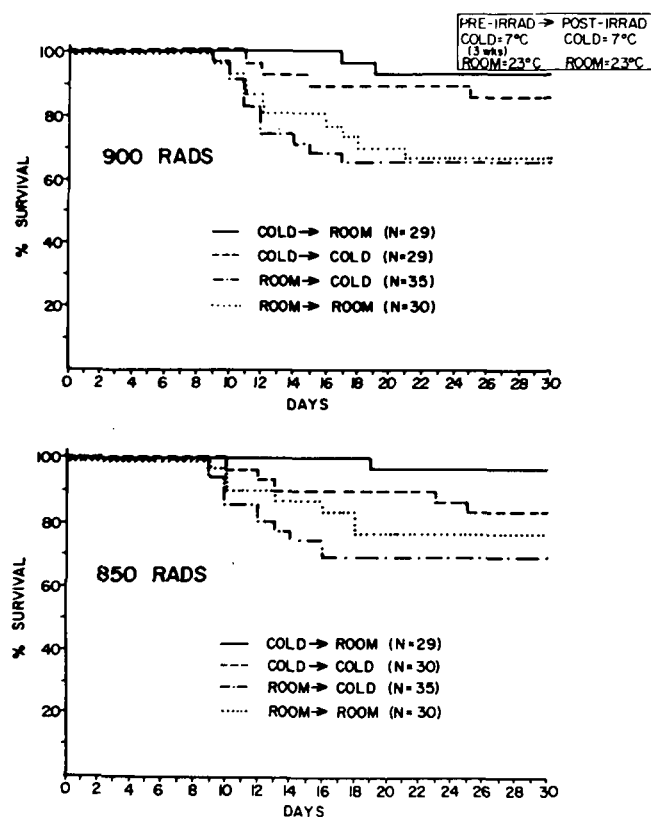 PRE-IRRAD → POST-IRRAD
COLD=7°C COLD=7°C
(3 wks)
ROOM=23°C ROOM=23°C
100
80
60
40
20
% SURVIVAL
900 RADS
COLD → ROOM (N=29)
COLD → COLD (N=29)
ROOM → COLD (N=35)
ROOM → ROOM (N=30)
0 2 4 6 8 10 12 14 16 18 20 22 24 26 28 30
DAYS
100
80
60
40
20
% SURVIVAL
850 RADS
COLD → ROOM (N=29)
COLD → COLD (N=30)
ROOM → COLD (N=35)
ROOM → ROOM (N=30)
0 2 4 6 8 10 12 14 16 18 20 22 24 26 28 30
DAYS